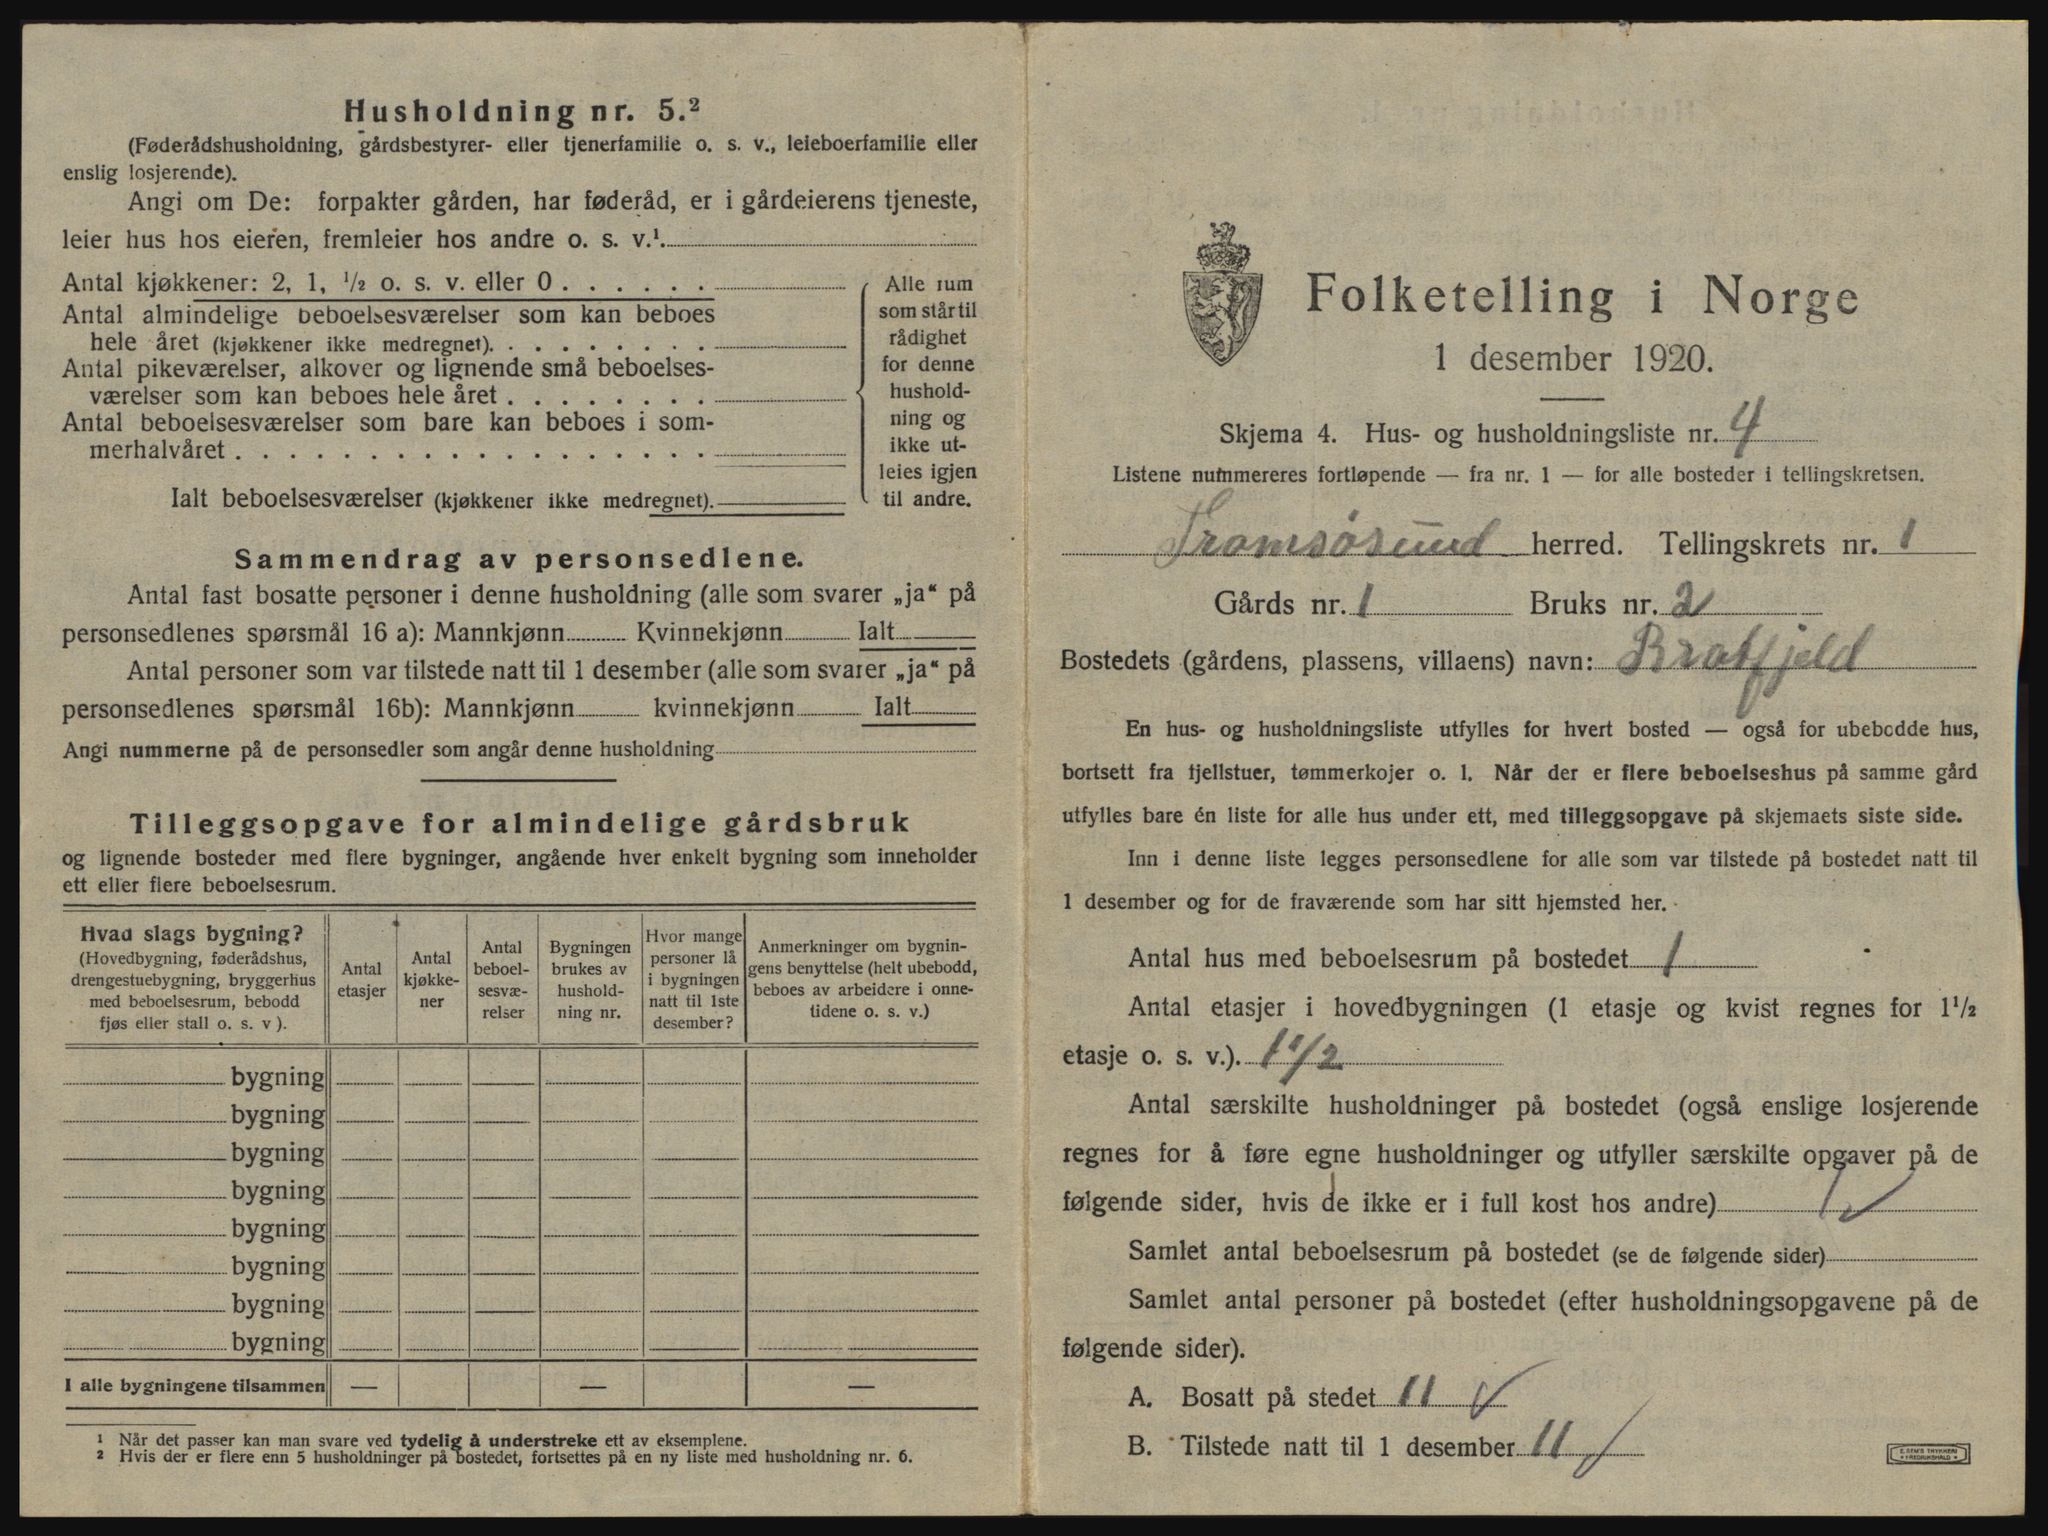 Husholdning nr. 5.²
(Føderådshusholdning, gårdsbestyrer- eller tjenerfamilie o. s. v., leieboerfamilie eller
enslig losjerende).
Angi om De: forpakter gården, har føderåd, er i gårdeierens tjeneste,
leier hus hos eieren, fremleier hos andre o. s. v.¹
Antal kjøkkener: 2, 1, ½ o. s. v. eller 0 . . . . . .
Antal almindelige beboelsesværelser som kan beboes
hele året (kjøkkener ikke medregnet). . . . . . . . .
Antal pikeværelser, alkover og lignende små beboelses-
værelser som kan beboes hele året . . . . . . . .
Antal beboelsesværelser som bare kan beboes i som-
merhalvåret . . . . . . . . . . . . . . . . . .
Ialt beboelsesværelser (kjøkkener ikke medregnet).
Alle rum
som står til
rådighet
for denne
hushold-
ning og
ikke ut-
leies igjen
til andre.
Sammendrag av personsedlene.
Antal fast bosatte personer i denne husholdning (alle som svarer „ja“ på
personsedlenes spørsmål 16 a): Mannkjønn Kvinnekjønn Ialt
Antal personer som var tilstede natt til 1 desember (alle som svarer „ja“ på
personsedlenes spørsmål 16b): Mannkjønn kvinnekjønn Ialt
Angi nummerne på de personsedler som angår denne husholdning
Tilleggsopgave for almindelige gårdsbruk
og lignende bosteder med flere bygninger, angående hver enkelt bygning som inneholder
ett eller flere beboelsesrum.
Hvad slags bygning?
(Hovedbygning, føderådshus,
drengestuebygning, bryggerhus
med beboelsesrum, bebodd
fjøs eller stall o. s. v ).
Antal
etasjer
Antal
kjøkke-
ner
Antal
beboel-
sesvæ-
relser
Bygningen
brukes av
hushold-
ning nr.
Hvor mange
personer lå
i bygningen
natt til 1ste
desember?
Anmerkninger om bygnin-
gens benyttelse (helt ubebodd,
beboes av arbeidere i onne-
tidene o. s. v.)
bygning
bygning
bygning
bygning
bygning
bygning
bygning
bygning
I alle bygningene tilsammen — — —
¹ Når det passer kan man svare ved tydelig å understreke ett av eksemplene.
² Hvis der er flere enn 5 husholdninger på bostedet, fortsettes på en ny liste med husholdning nr. 6.
Folketelling i Norge
1 desember 1920.
Skjema 4. Hus- og husholdningsliste nr. 4
Listene nummereres fortløpende — fra nr. 1 — for alle bosteder i tellingskretsen.
Tromsøsund herred. Tellingskrets nr. 1
Gårds nr. 1 Bruks nr. 2
Bostedets (gårdens, plassens, villaens) navn: Bratfjeld
En hus- og husholdningsliste utfylles for hvert bosted — også for ubebodde hus,
bortsett fra fjellstuer, tømmerkojer o. l. Når der er flere beboelseshus på samme gård
utfylles bare én liste for alle hus under ett, med tilleggsopgave på skjemaets siste side.
Inn i denne liste legges personsedlene for alle som var tilstede på bostedet natt til
1 desember og for de fraværende som har sitt hjemsted her.
Antal hus med beboelsesrum på bostedet 1
Antal etasjer i hovedbygningen (1 etasje og kvist regnes for 1½
etasje o. s. v.). 1½
Antal særskilte husholdninger på bostedet (også enslige losjerende
regnes for å føre egne husholdninger og utfyller særskilte opgaver på de
følgende sider, hvis de ikke er i full kost hos andre) 1 ✓
Samlet antal beboelsesrum på bostedet (se de følgende sider)
Samlet antal personer på bostedet (efter husholdningsopgavene på de
følgende sider).
A. Bosatt på stedet 11 ✓
B. Tilstede natt til 1 desember 11 ✓
E. SEM'S TRYKKERI
* FREDRIKSHALD *